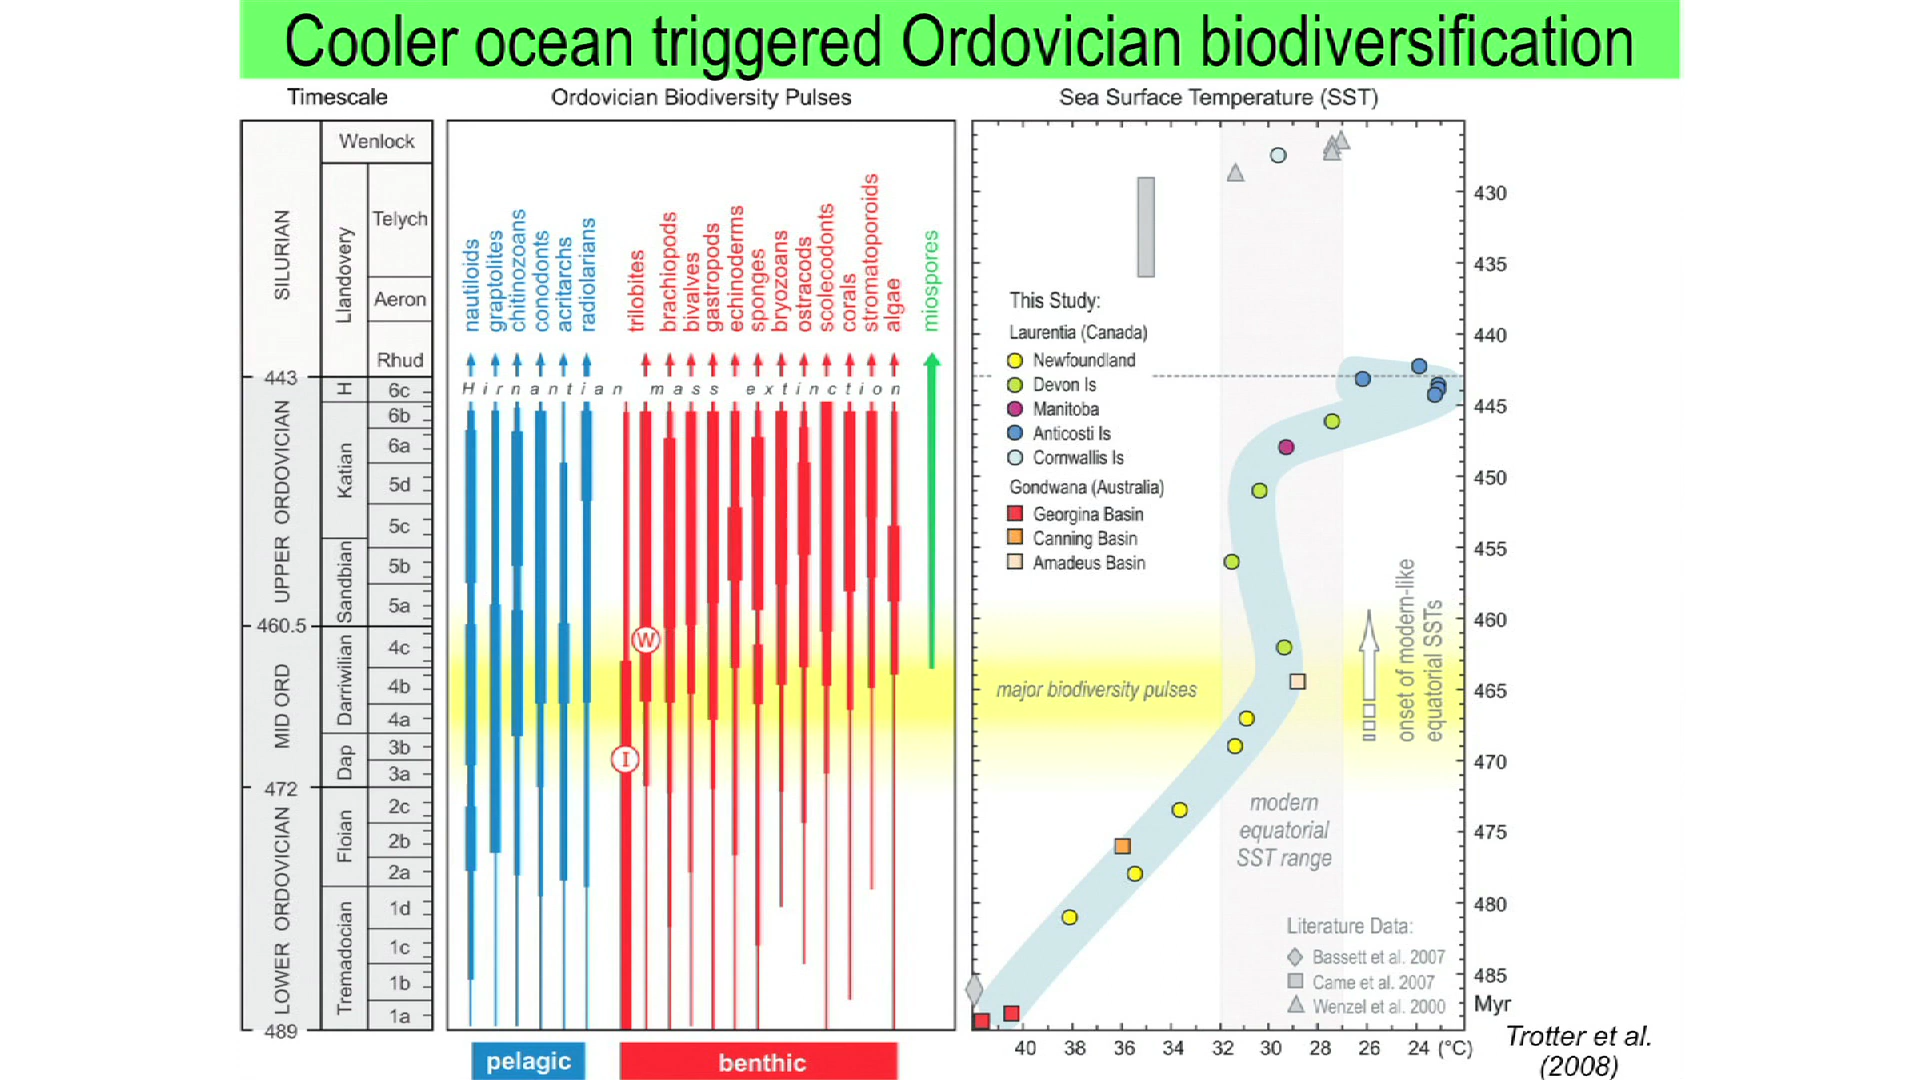 Cooler ocean triggered Ordovician biodiversification
Timescale
Ordovician Biodiversity Pulses
Sea Surface Temperature (SST)
SILURIAN
UPPER ORDOVICIAN
MID ORD
LOWER ORDOVICIAN
443
460.5
472
489
Wenlock
Llandovery
H
Katian
Sandbian
Darriwilian
Dap
Floian
Tremadocian
Telych
Aeron
Rhud
6c
6b
6a
5d
5c
5b
5a
4c
4b
4a
3b
3a
2c
2b
2a
1d
1c
1b
1a
nautiloids
graptolites
chitinozoans
conodonts
acritarchs
radiolarians
trilobites
brachiopods
bivalves
gastropods
echinoderms
sponges
bryozoans
ostracods
scolecodonts
corals
stromatoporoids
algae
miospores
Hirnantian mass extinction
W
I
pelagic
benthic
This Study:
Laurentia (Canada)
Newfoundland
Devon Is
Manitoba
Anticosti Is
Cornwallis Is
Gondwana (Australia)
Georgina Basin
Canning Basin
Amadeus Basin
major biodiversity pulses
onset of modern-like
equatorial SSTs
modern
equatorial
SST range
Literature Data:
Bassett et al. 2007
Came et al. 2007
Wenzel et al. 2000
430
435
440
445
450
455
460
465
470
475
480
485
Myr
40 38 36 34 32 30 28 26 24 (°C)
Trotter et al.
(2008)